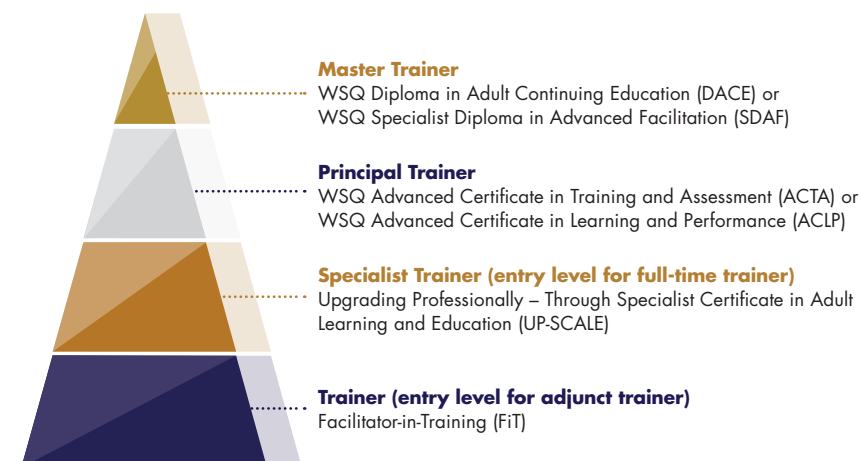 Master Trainer
WSQ Diploma in Adult Continuing Education (DACE) or
WSQ Specialist Diploma in Advanced Facilitation (SDAF)
Principal Trainer
WSQ Advanced Certificate in Training and Assessment (ACTA) or
WSQ Advanced Certificate in Learning and Performance (ACLP)
Specialist Trainer (entry level for full-time trainer)
Upgrading Professionally – Through Specialist Certificate in Adult
Learning and Education (UP-SCALE)
Trainer (entry level for adjunct trainer)
Facilitator-in-Training (FiT)